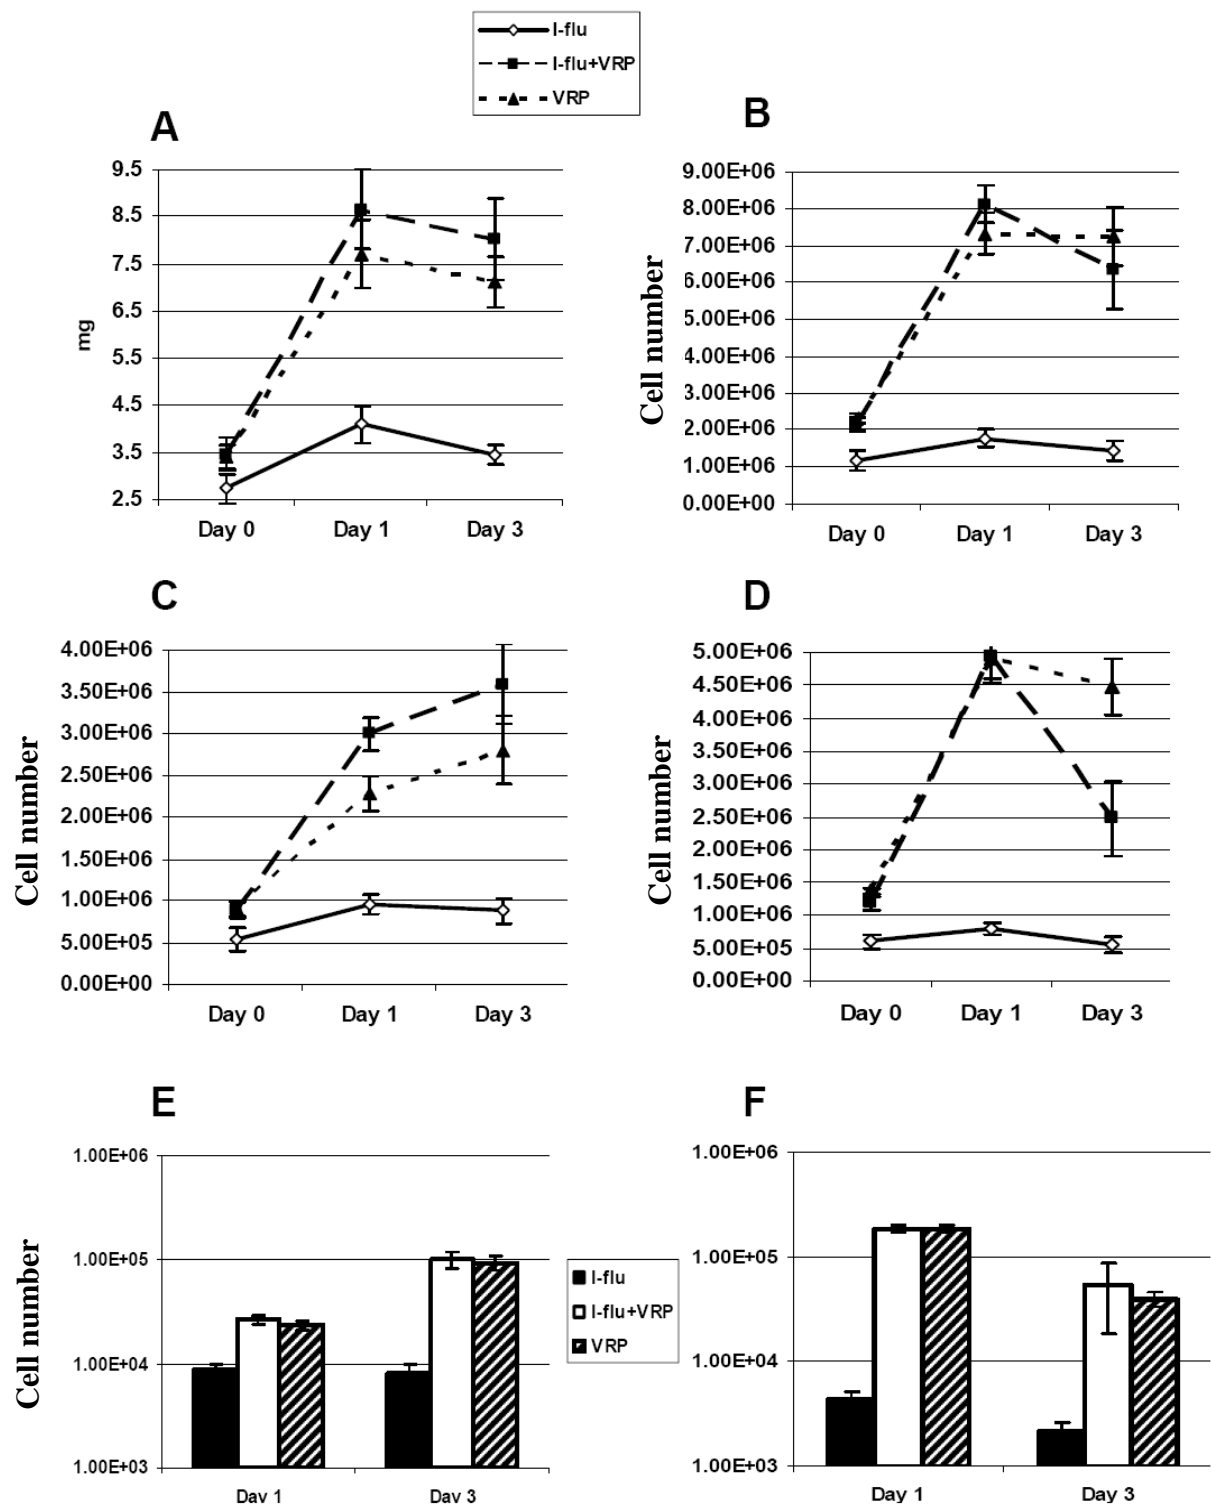 I-flu
I-flu+VRP
VRP
A
9.5
8.5
7.5
6.5
5.5
4.5
3.5
2.5
mg
Day 0 Day 1 Day 3
B
9.00E+06
8.00E+06
7.00E+06
6.00E+06
5.00E+06
4.00E+06
3.00E+06
2.00E+06
1.00E+06
0.00E+00
Cell number
Day 0 Day 1 Day 3
C
4.00E+06
3.50E+06
3.00E+06
2.50E+06
2.00E+06
1.50E+06
1.00E+06
5.00E+05
0.00E+00
Cell number
Day 0 Day 1 Day 3
D
5.00E+06
4.50E+06
4.00E+06
3.50E+06
3.00E+06
2.50E+06
2.00E+06
1.50E+06
1.00E+06
5.00E+05
0.00E+00
Cell number
Day 0 Day 1 Day 3
E
1.00E+06
1.00E+05
1.00E+04
1.00E+03
Cell number
Day 1 Day 3
I-flu
I-flu+VRP
VRP
F
1.00E+06
1.00E+05
1.00E+04
1.00E+03
Day 1 Day 3